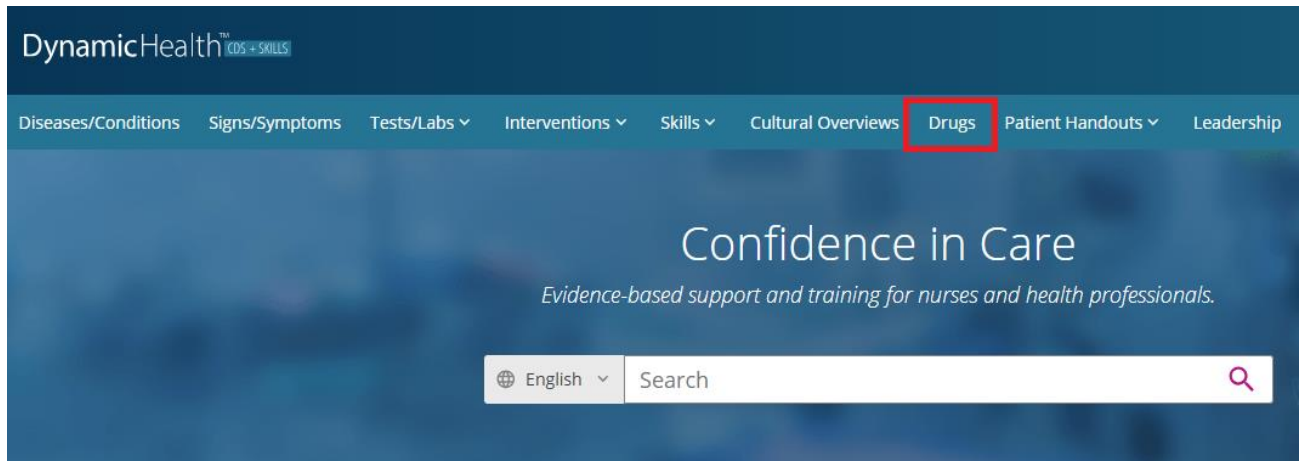 DynamicHealth™ CDS + SKILLS
Diseases/Conditions Signs/Symptoms Tests/Labs Interventions Skills Cultural Overviews Drugs Patient Handouts Leadership
Confidence in Care
Evidence-based support and training for nurses and health professionals.
English Search